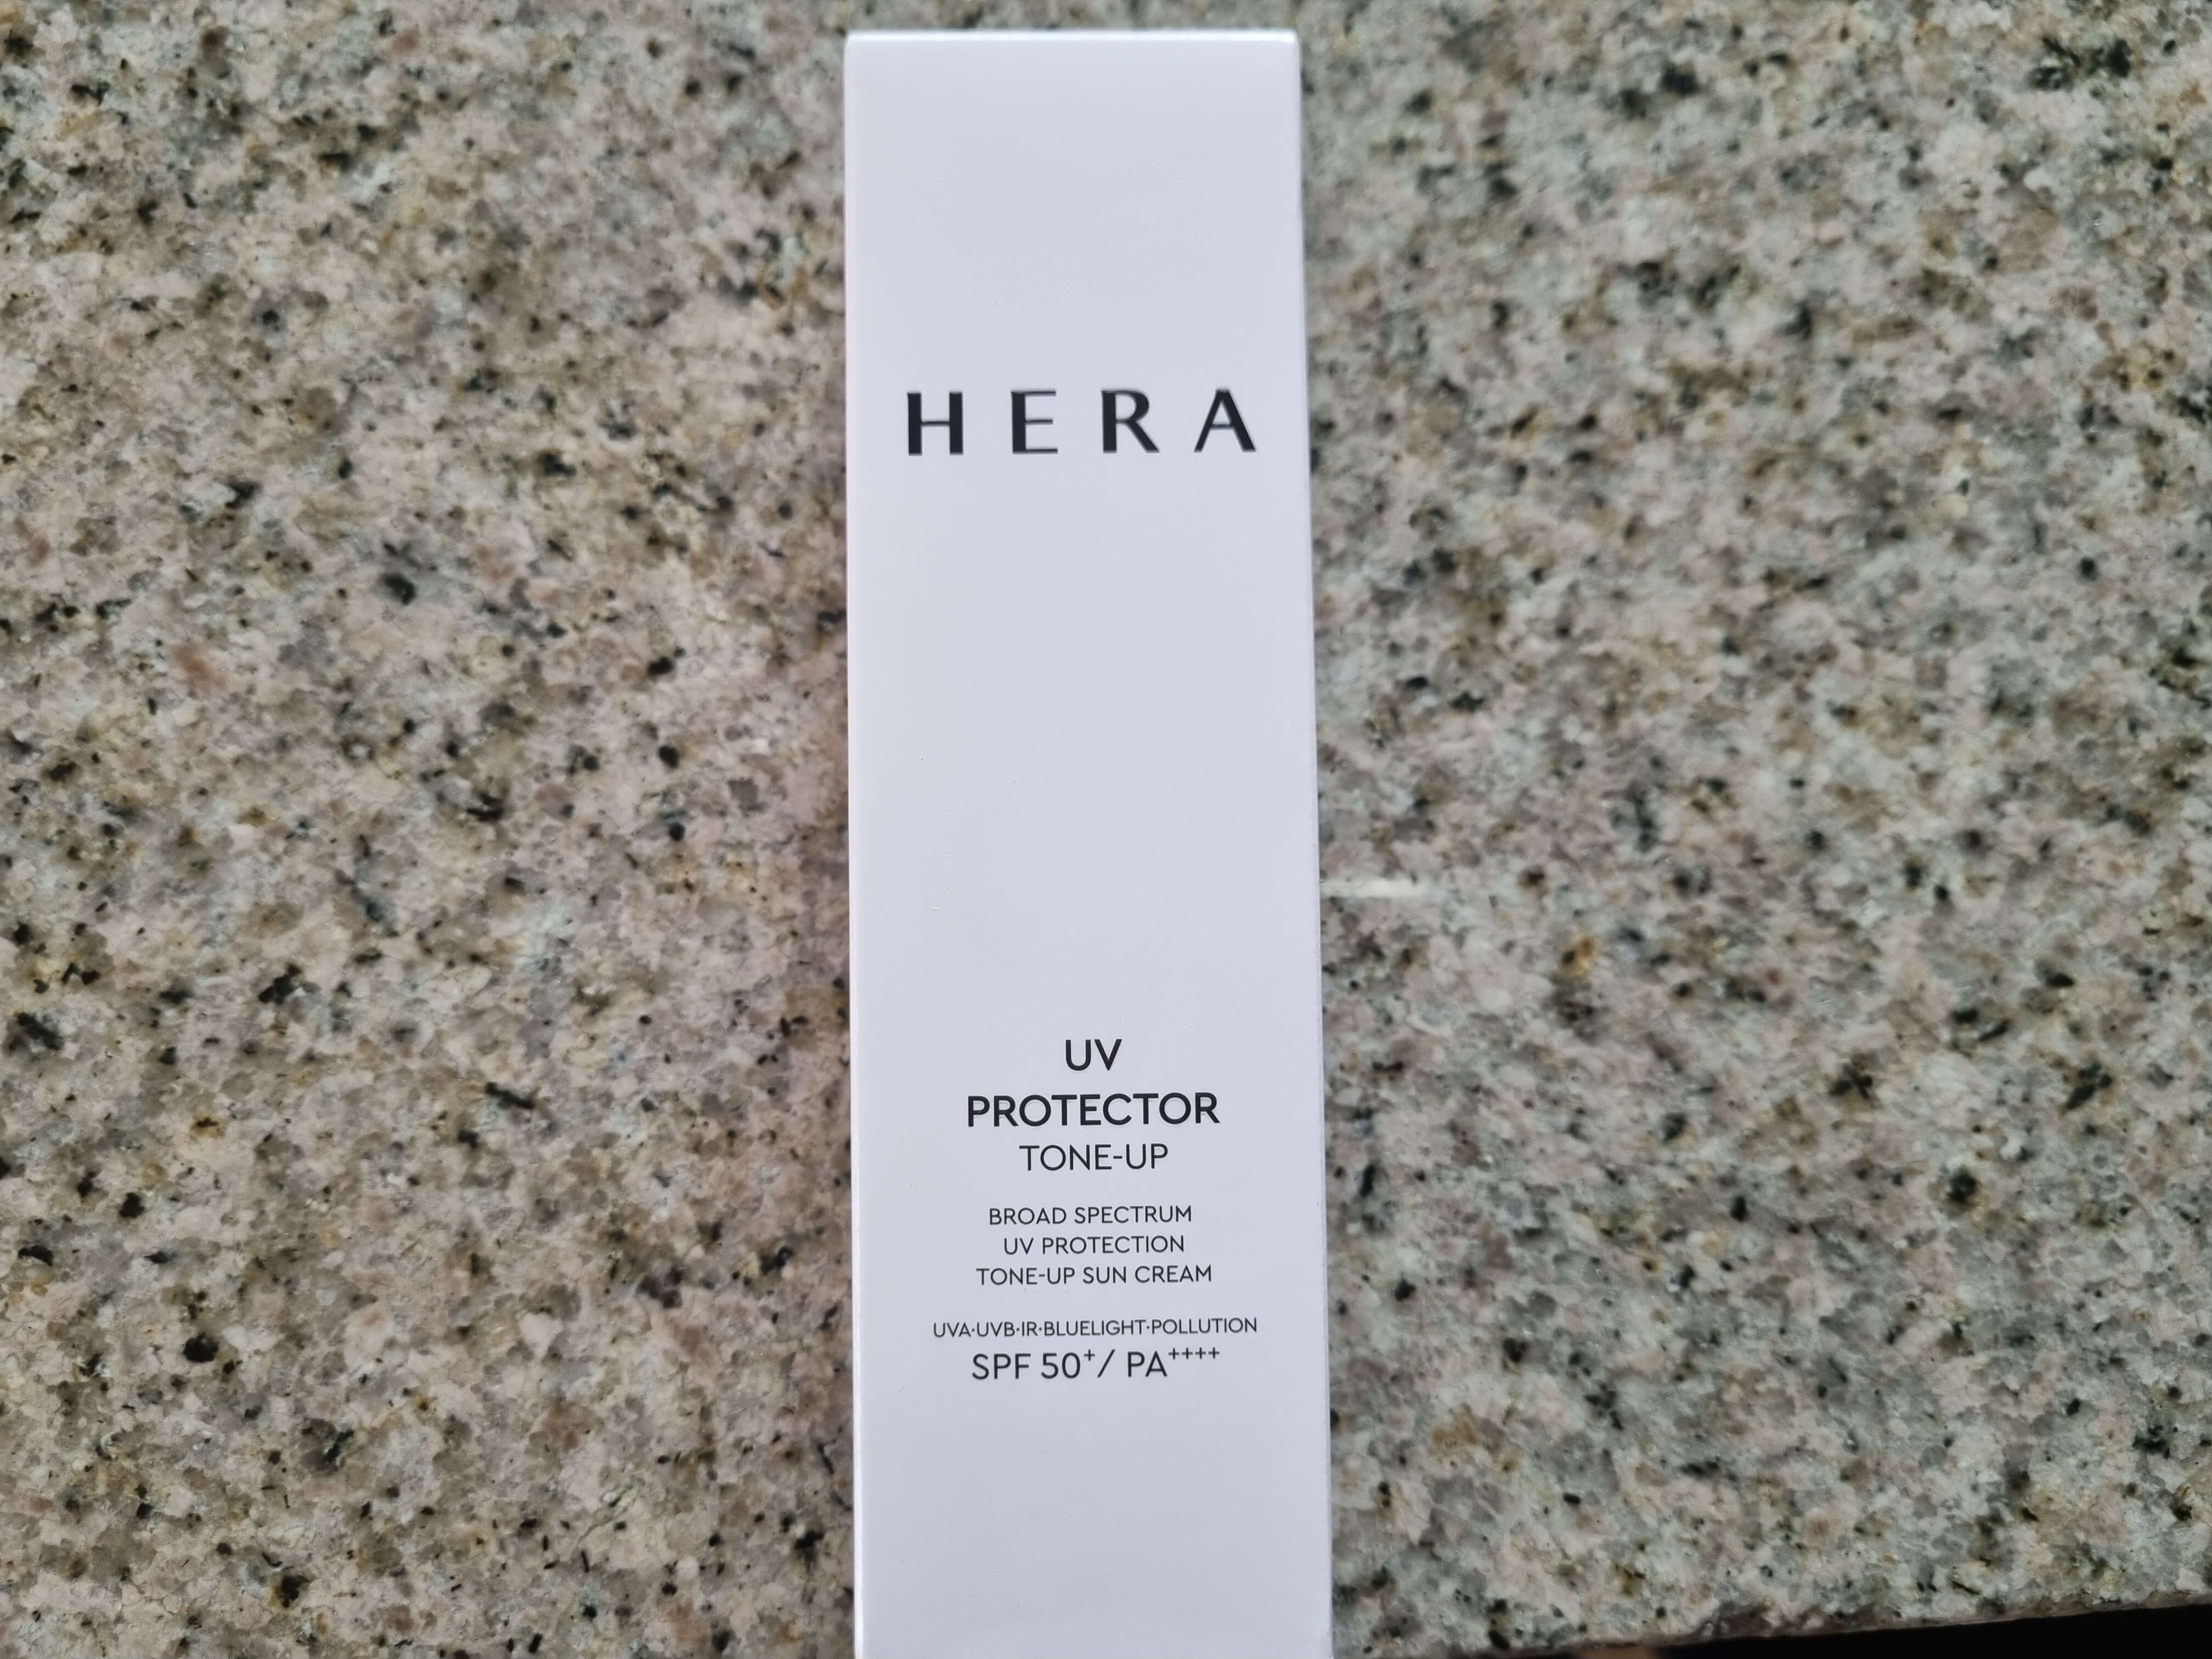 HERA
UV
PROTECTOR
TONE-UP
BROAD SPECTRUM
UV PROTECTION
TONE-UP SUN CREAM
UVA·UVB·IR·BLUELIGHT·POLLUTION
SPF 50⁺/ PA⁺⁺⁺⁺